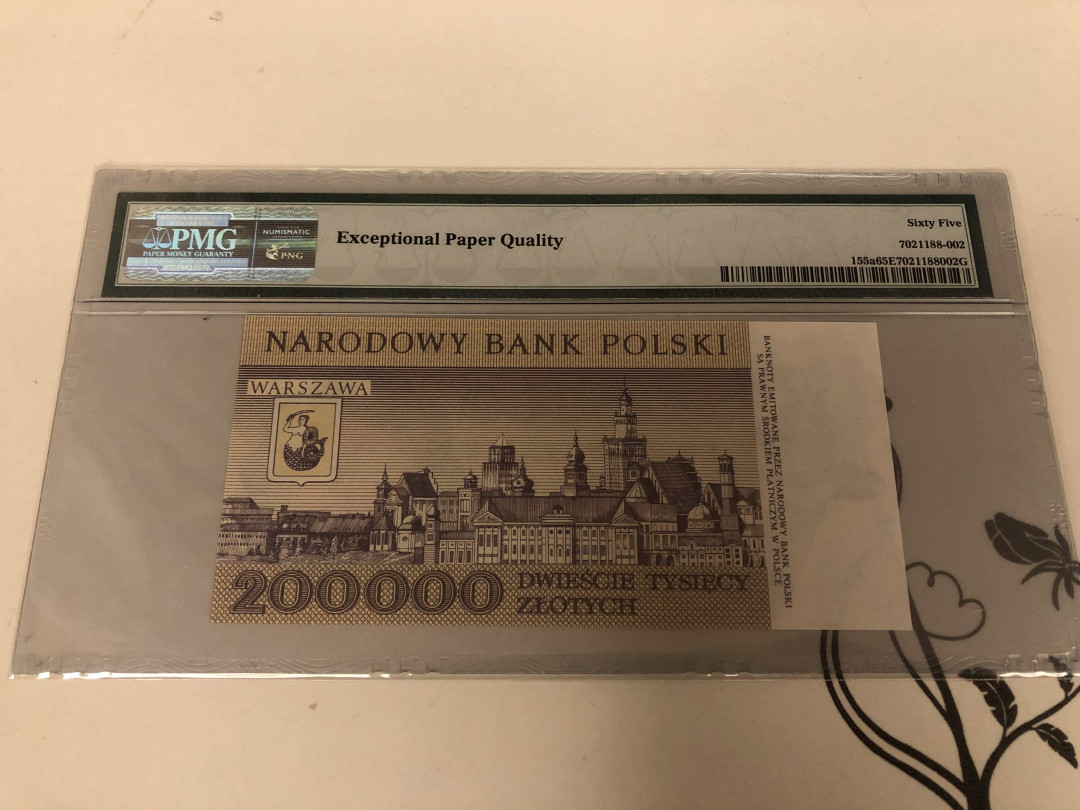 PMG
PAPER MONEY GUARANTY
NUMISMATIC
PNG
Exceptional Paper Quality
Sixty Five
7021188-002
155a65E7021188002G
NARODOWY BANK POLSKI
WARSZAWA
BANKNOTY EMITOWANE PRZEZ NARODOWY BANK POLSKI
SĄ PRAWNYM ŚRODKIEM PŁATNICZYM W POLSCE
200000
DWIEŚCIE TYSIĘCY
ZŁOTYCH